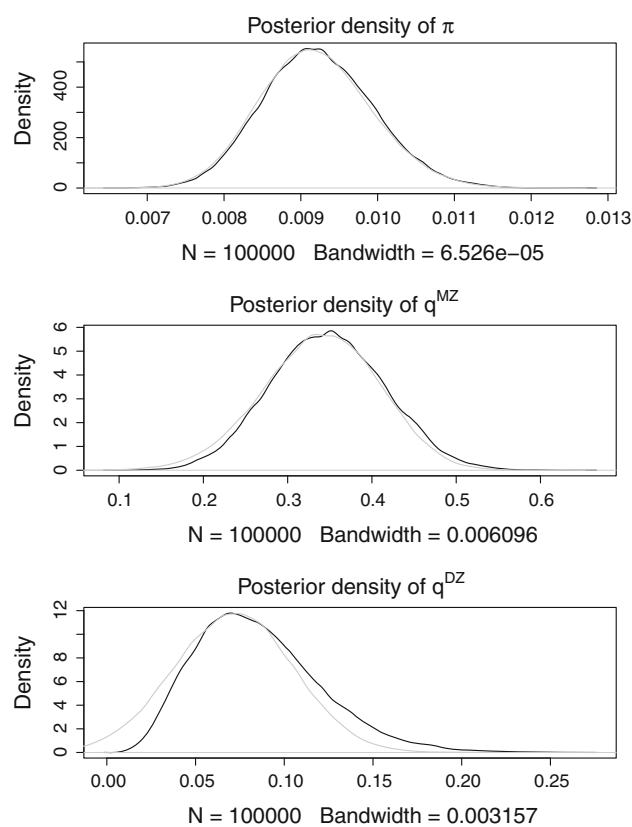 Posterior density of π
Density
0 200 400
0.007 0.008 0.009 0.010 0.011 0.012 0.013
N = 100000 Bandwidth = 6.526e−05
Posterior density of q^MZ
Density
0 1 2 3 4 5 6
0.1 0.2 0.3 0.4 0.5 0.6
N = 100000 Bandwidth = 0.006096
Posterior density of q^DZ
Density
0 2 4 6 8 12
0.00 0.05 0.10 0.15 0.20 0.25
N = 100000 Bandwidth = 0.003157